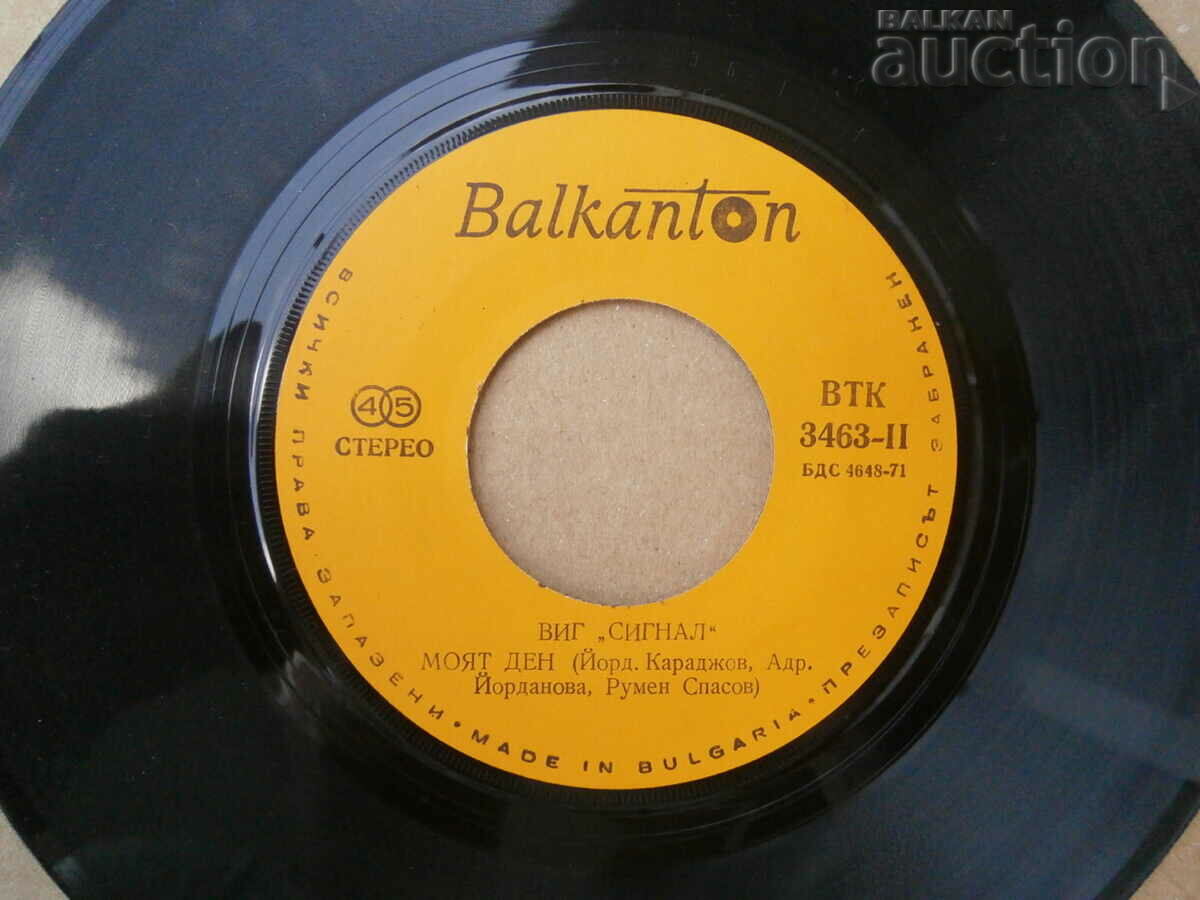 BALKAN
auction
Balkanton
45
СТЕРЕО
ВТК
3463-II
БДС 4648-71
ВИГ „СИГНАЛ“
МОЯТ ДЕН (Йорд. Караджов, Адр.
Йорданова, Румен Спасов)
ВСИЧКИ ПРАВА ЗАПАЗЕНИ • MADE IN BULGARIA • ПРЕЗАПИСЪТ ЗАБРАНЕН